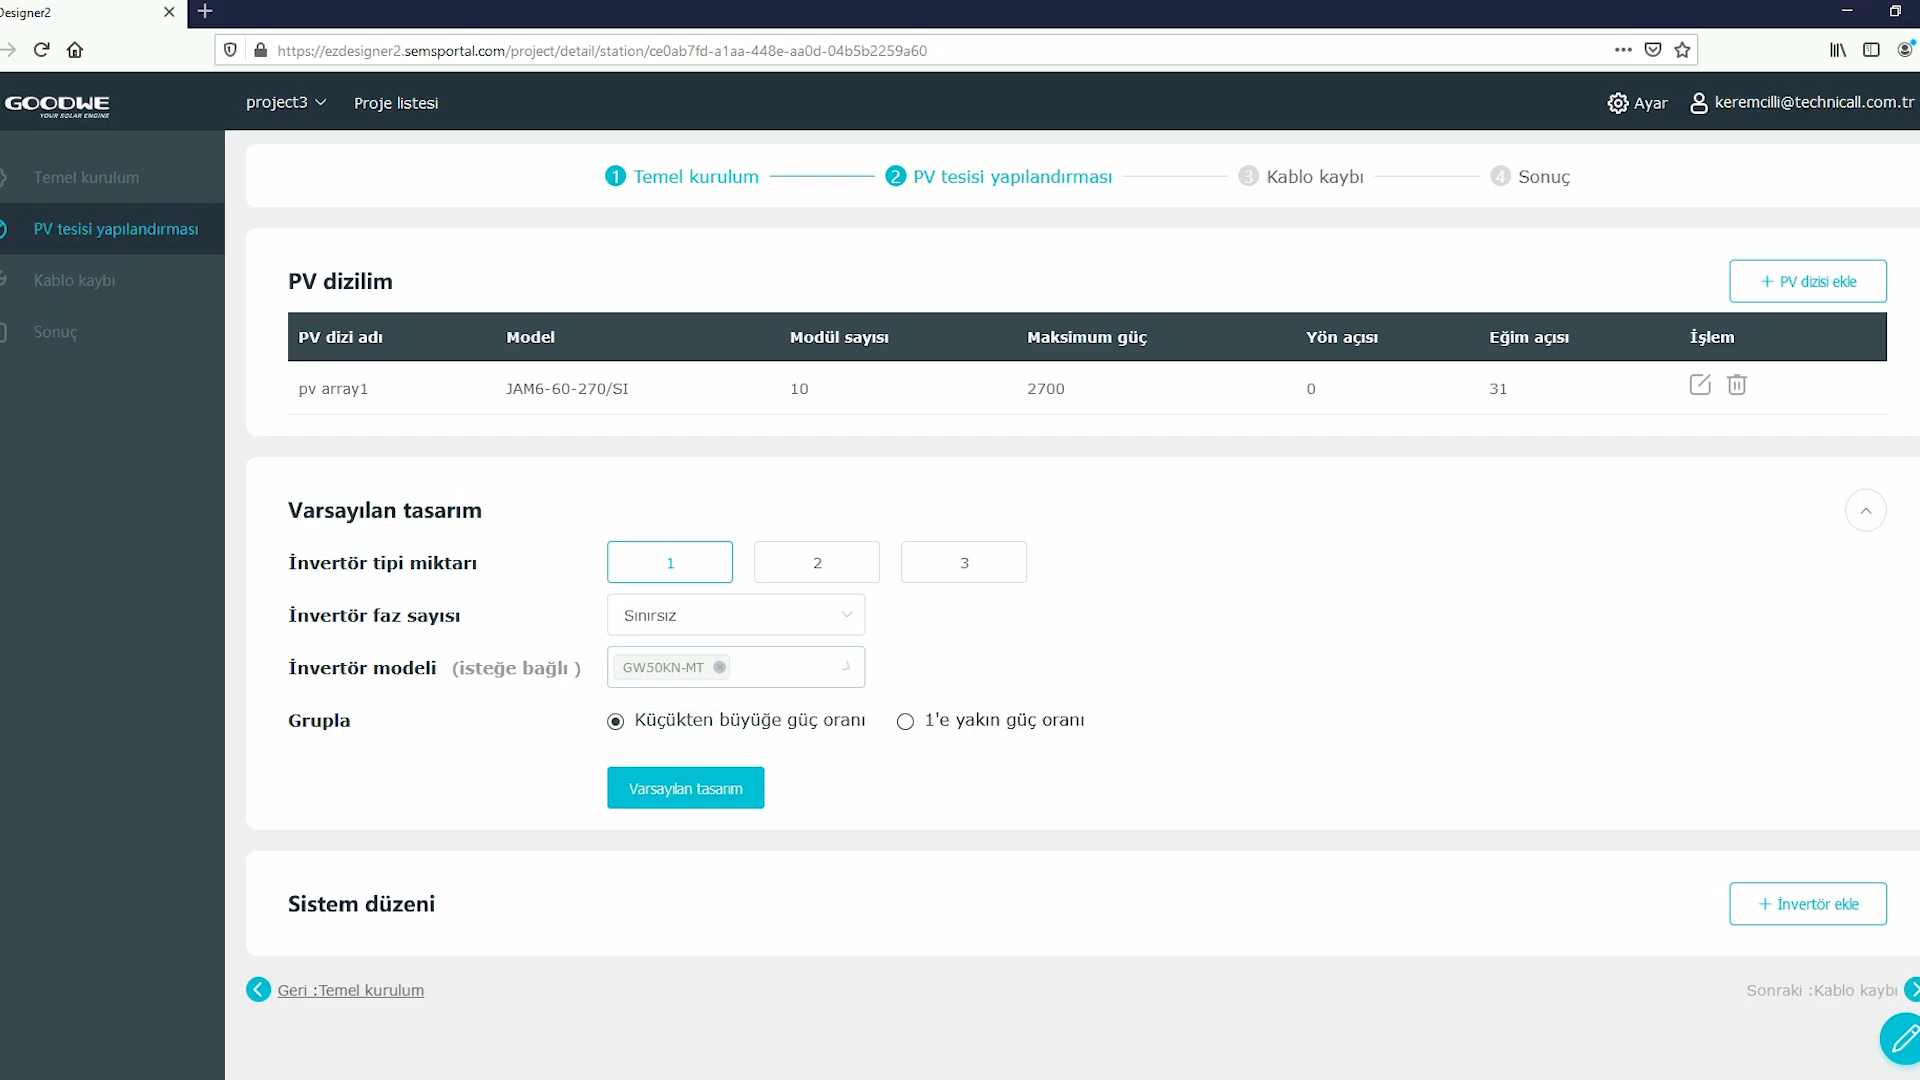 Designer2
https://ezdesigner2.semsportal.com/project/detail/station/ce0ab7fd-a1aa-448e-aa0d-04b5b2259a60
GOODWE
YOUR SOLAR ENGINE
project3
Proje listesi
Ayar
keremcilli@technicall.com.tr
Temel kurulum
PV tesisi yapılandırması
Kablo kaybı
Sonuç
1 Temel kurulum
2 PV tesisi yapılandırması
3 Kablo kaybı
4 Sonuç
PV dizilim
+ PV dizisi ekle
PV dizi adı Model Modül sayısı Maksimum güç Yön açısı Eğim açısı İşlem
pv array1 JAM6-60-270/SI 10 2700 0 31
Varsayılan tasarım
İnvertör tipi miktarı 1 2 3
İnvertör faz sayısı Sınırsız
İnvertör modeli (isteğe bağlı ) GW50KN-MT
Grupla Küçükten büyüğe güç oranı 1'e yakın güç oranı
Varsayılan tasarım
Sistem düzeni
+ İnvertör ekle
Geri :Temel kurulum
Sonraki :Kablo kaybı